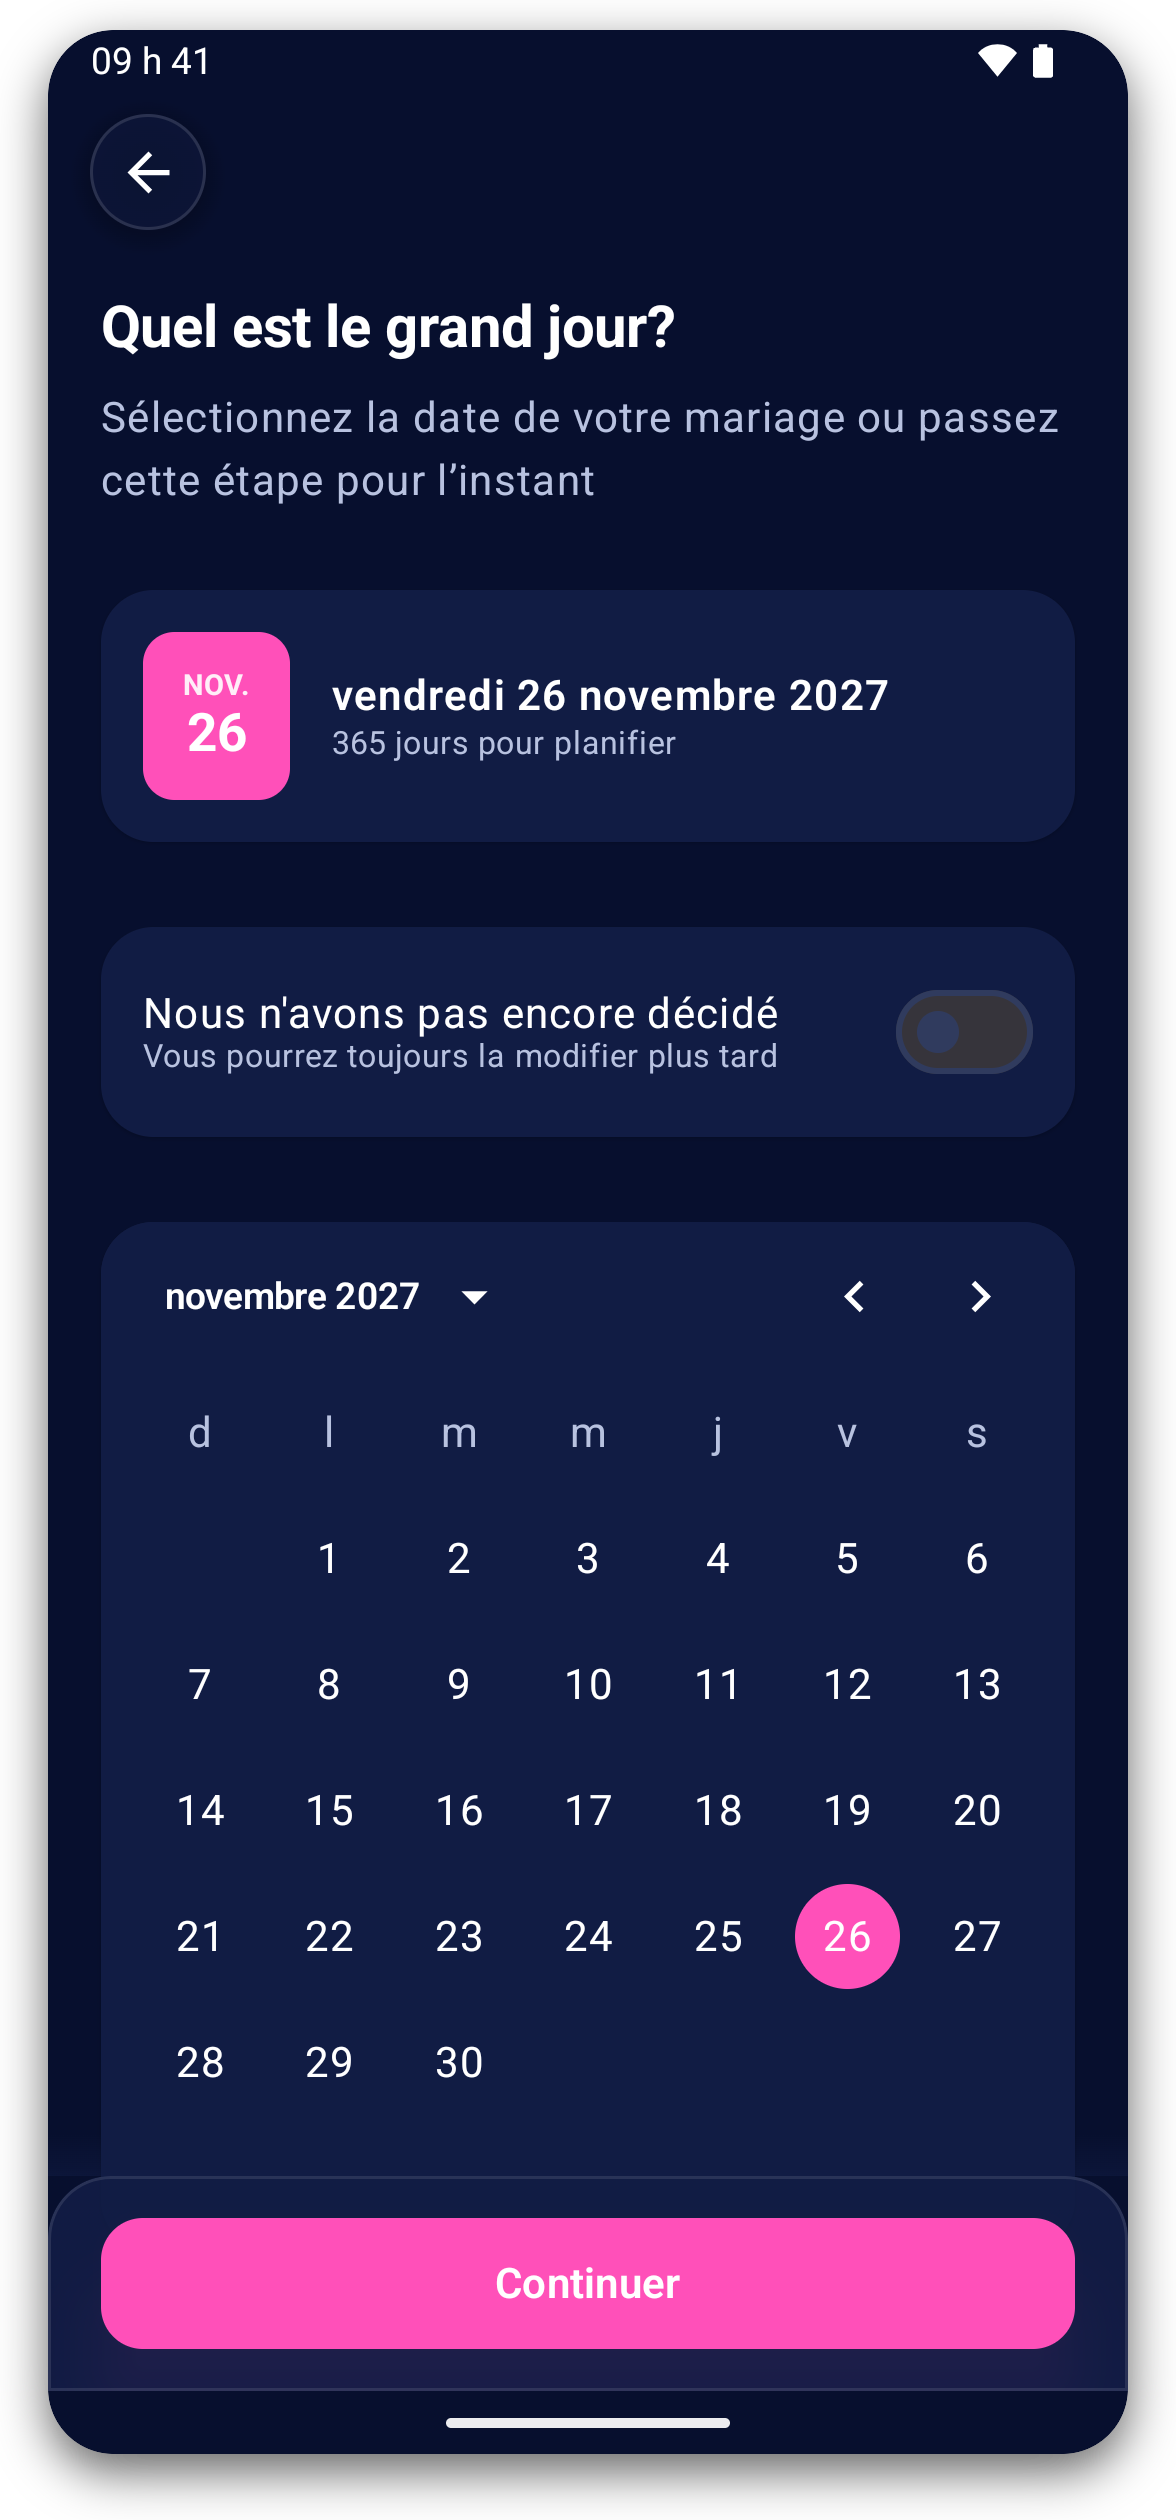 09 h 41
Quel est le grand jour?
Sélectionnez la date de votre mariage ou passez
cette étape pour l’instant
NOV.
26
vendredi 26 novembre 2027
365 jours pour planifier
Nous n'avons pas encore décidé
Vous pourrez toujours la modifier plus tard
novembre 2027
d l m m j v s
1 2 3 4 5 6
7 8 9 10 11 12 13
14 15 16 17 18 19 20
21 22 23 24 25 26 27
28 29 30
Continuer